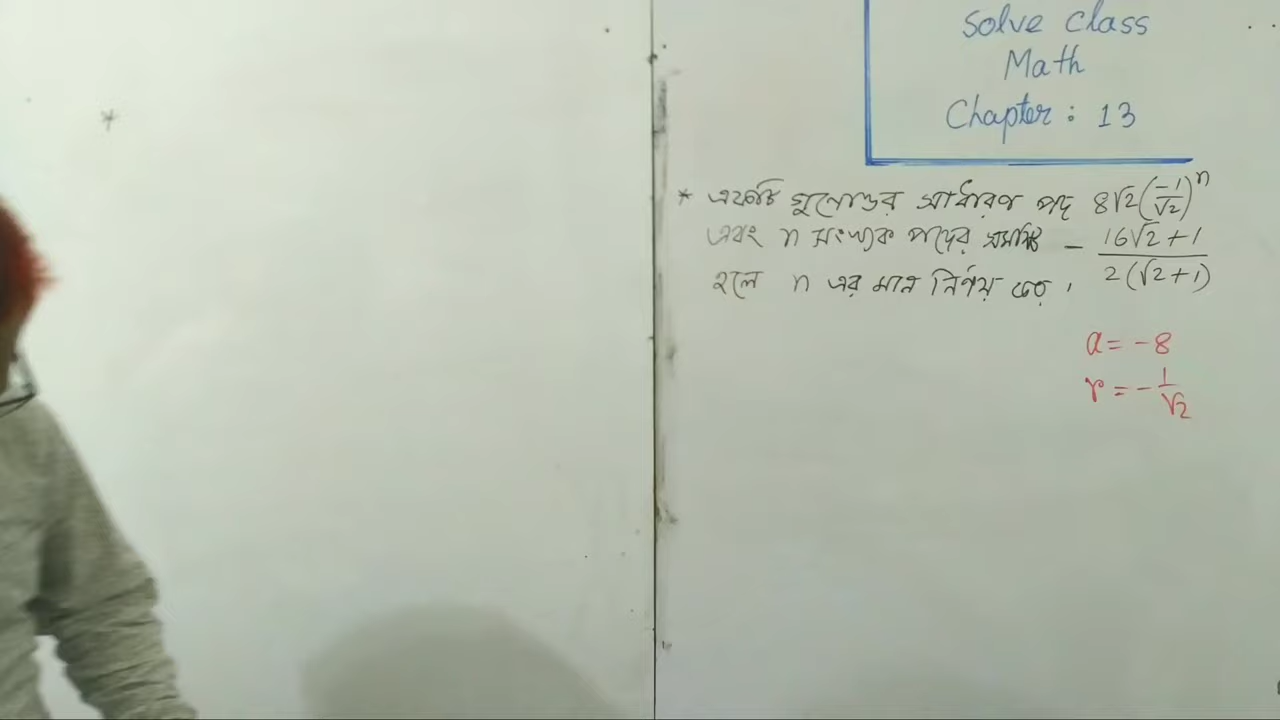 Solve Class
Math
Chapter : 13
* একটি গুনোত্তর সাধারণ পদ 8√2(-1/√2)^n
এবং n সংখ্যক পদের সমষ্টি - 16√2+1/2(√2+1)
হলে n এর মান নির্ণয় কর।
a = -8
r = -1/√2
*